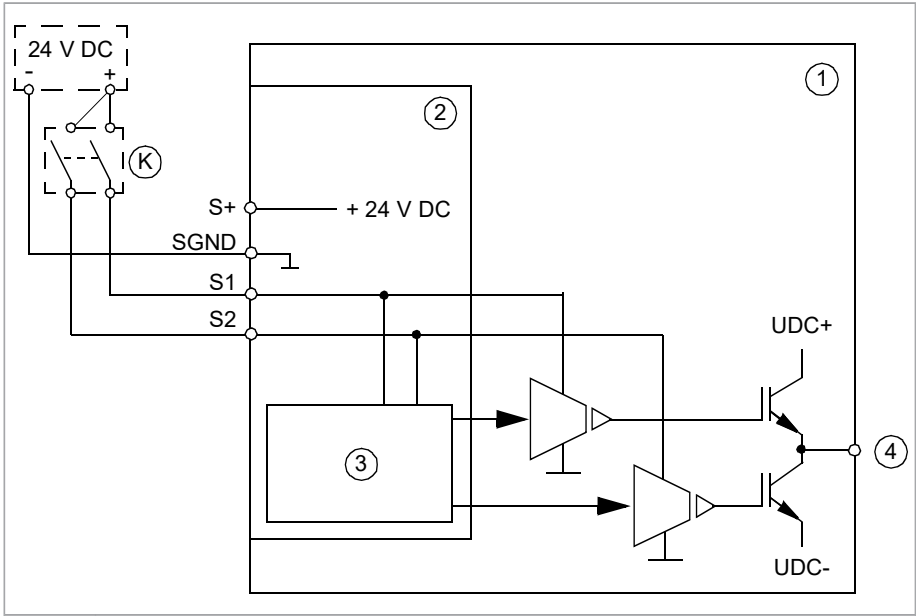 24 V DC
- +
1
2
K
S+
+ 24 V DC
SGND
S1
S2
UDC+
3
4
UDC-